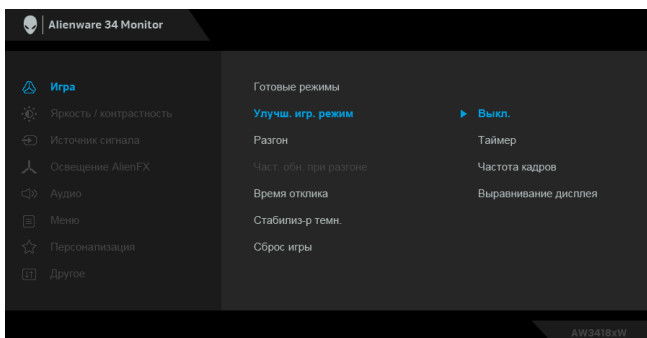 Alienware 34 Monitor
Игра
Яркость / контрастность
Источник сигнала
Освещение AlienFX
Аудио
Меню
Персонализация
Другое
Готовые режимы
Улучш. игр. режим
Разгон
Част. обн. при разгоне
Время отклика
Стабилиз-р темн.
Сброс игры
Выкл.
Таймер
Частота кадров
Выравнивание дисплея
AW3418xW